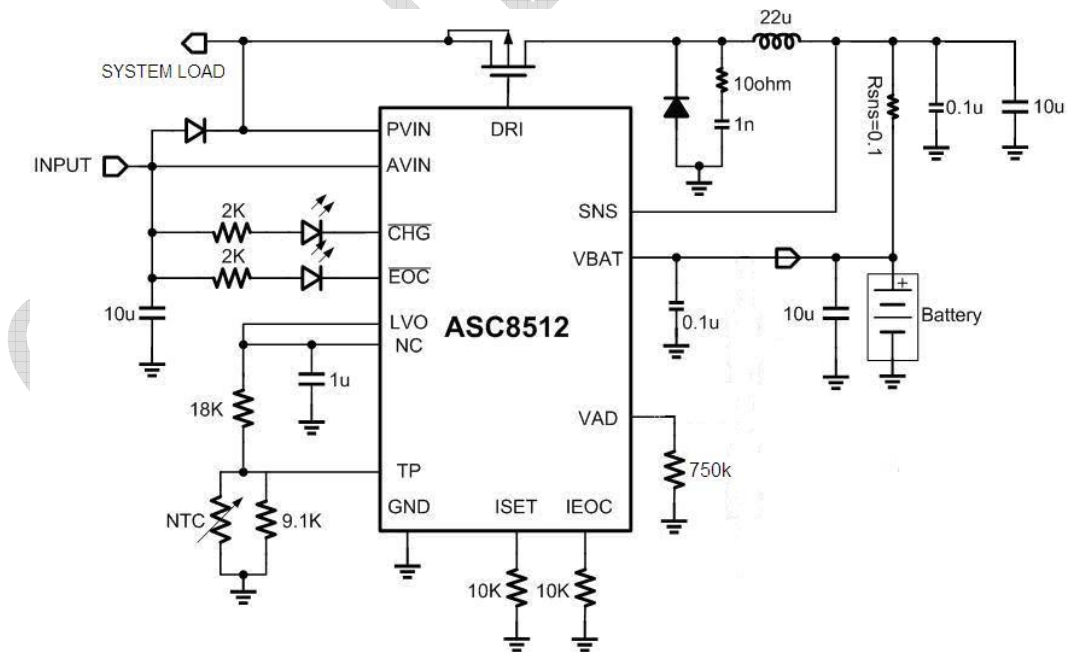 22u
SYSTEM LOAD
10ohm
1n
Rsns=0.1
0.1u
10u
PVIN
DRI
INPUT
AVIN
2K
CHG
SNS
2K
EOC
VBAT
10u
LVO
ASC8512
0.1u
10u
+
Battery
NC
1u
18K
VAD
TP
750k
NTC
9.1K
GND
ISET
IEOC
10K
10K